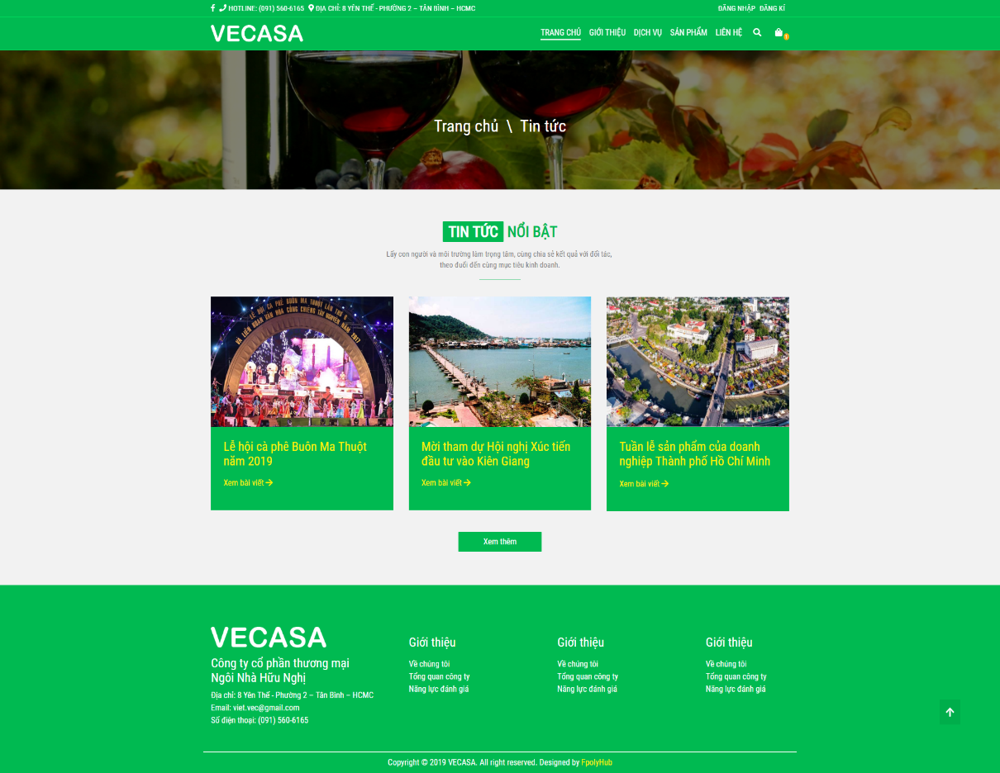 HOTLINE: (091) 560-6165 ĐỊA CHỈ: 8 YÊN THẾ - PHƯỜNG 2 – TÂN BÌNH – HCMC ĐĂNG NHẬP ĐĂNG KÍ
VECASA TRANG CHỦ GIỚI THIỆU DỊCH VỤ SẢN PHẨM LIÊN HỆ
Trang chủ \ Tin tức
TIN TỨC NỔI BẬT
Lấy con người và môi trường làm trọng tâm, cùng chia sẻ kết quả với đối tác,
theo đuổi đến cùng mục tiêu kinh doanh.
LỄ HỘI CÀ PHÊ BUÔN MA THUỘT LẦN THỨ 6
VÀ LIÊN HOAN VĂN HÓA CỒNG CHIÊNG TÂY NGUYÊN NĂM 2017
Lễ hội cà phê Buôn Ma Thuột
năm 2019
Xem bài viết
Mời tham dự Hội nghị Xúc tiến
đầu tư vào Kiên Giang
Xem bài viết
Tuần lễ sản phẩm của doanh
nghiệp Thành phố Hồ Chí Minh
Xem bài viết
Xem thêm
VECASA
Công ty cổ phần thương mại
Ngôi Nhà Hữu Nghị
Địa chỉ: 8 Yên Thế - Phường 2 – Tân Bình – HCMC
Email: viet.vec@gmail.com
Số điện thoại: (091) 560-6165
Giới thiệu
Về chúng tôi
Tổng quan công ty
Năng lực đánh giá
Giới thiệu
Về chúng tôi
Tổng quan công ty
Năng lực đánh giá
Giới thiệu
Về chúng tôi
Tổng quan công ty
Năng lực đánh giá
Copyright © 2019 VECASA. All right reserved. Designed by FpolyHub